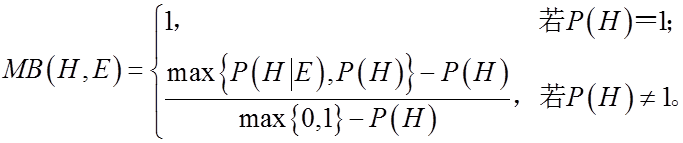 MB(H,E)={1, 若P(H)=1;
max{P(H|E),P(H)}-P(H)
max{0,1}-P(H)
, 若P(H)≠1。